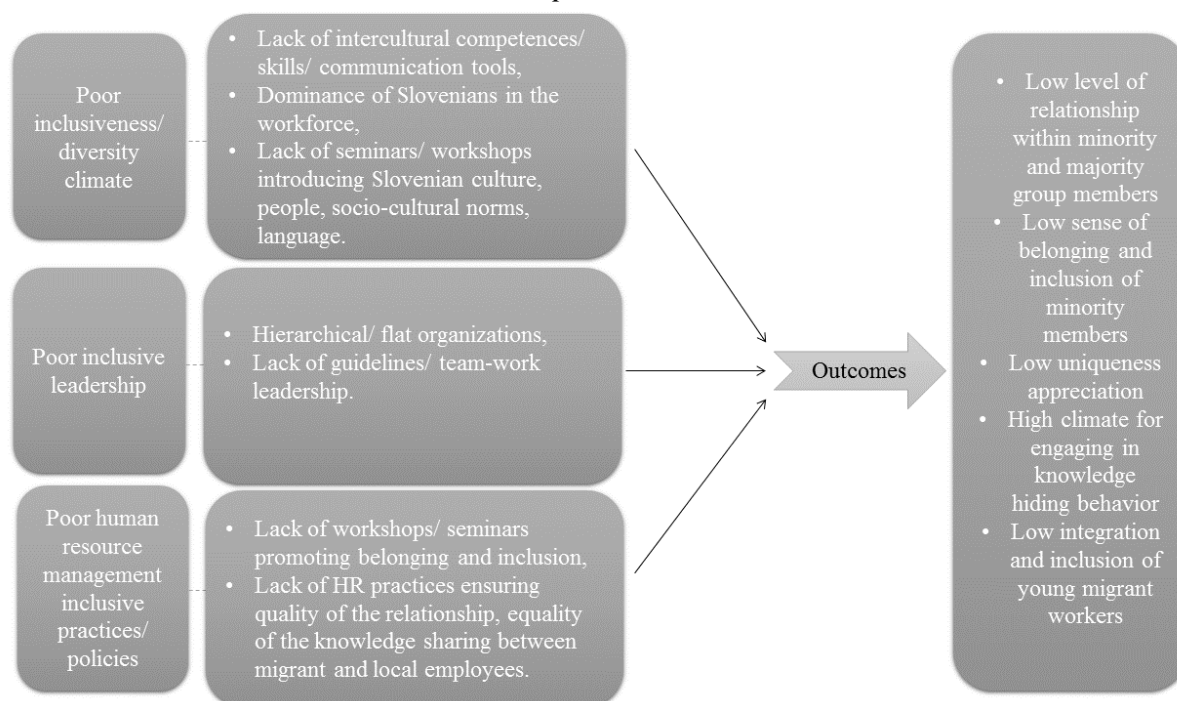 Poor
inclusiveness/
diversity
climate
• Lack of intercultural competences/
skills/ communication tools,
• Dominance of Slovenians in the
workforce,
• Lack of seminars/ workshops
introducing Slovenian culture,
people, socio-cultural norms,
language.
Poor inclusive
leadership
• Hierarchical/ flat organizations,
• Lack of guidelines/ team-work
leadership.
Poor human
resource
management
inclusive
practices/
policies
• Lack of workshops/ seminars
promoting belonging and inclusion,
• Lack of HR practices ensuring
quality of the relationship, equality
of the knowledge sharing between
migrant and local employees.
Outcomes
• Low level of
relationship
within minority
and majority
group members
• Low sense of
belonging and
inclusion of
minority
members
• Low uniqueness
appreciation
• High climate for
engaging in
knowledge
hiding behavior
• Low integration
and inclusion of
young migrant
workers